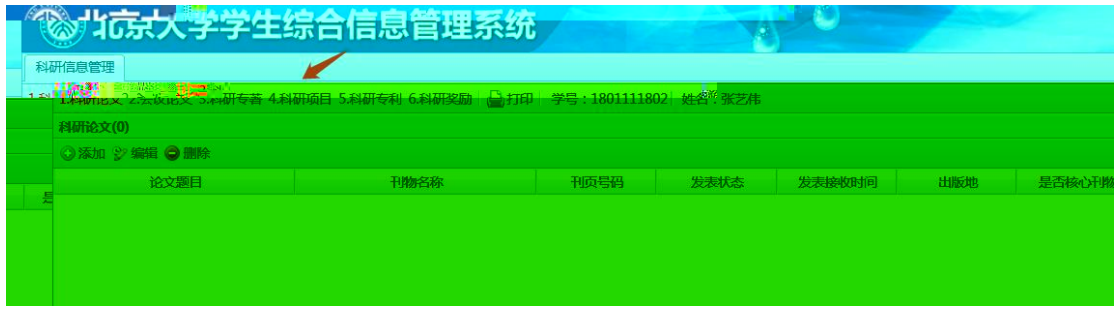 北京大学学生综合信息管理系统
科研信息管理
1.科研论文 2.会议论文 3.科研专著 4.科研项目 5.科研专利 6.科研奖励 打印 学号：1801111802 姓名：张艺伟
科研论文(0)
添加 编辑 删除
是 论文题目 刊物名称 刊页号码 发表状态 发表接收时间 出版地 是否核心刊物